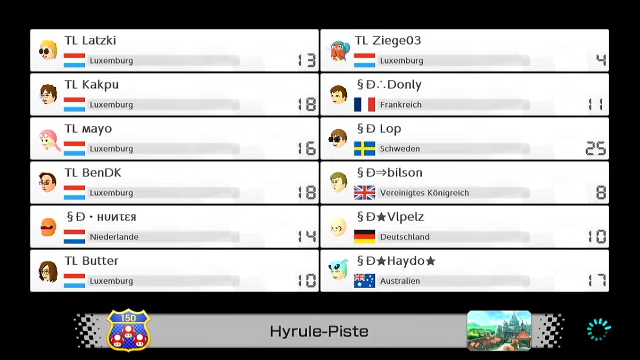 TL Latzki
Luxemburg
13
TL Kakpu
Luxemburg
18
TL мayo
Luxemburg
16
TL BenDK
Luxemburg
18
§Đ・нuиtεя
Niederlande
14
TL Butter
Luxemburg
10
TL Ziege03
Luxemburg
4
§Đ∴Donly
Frankreich
11
§Đ Lop
Schweden
25
§Đ⇒bilson
Vereinigtes Königreich
8
§Đ★Vlpelz
Deutschland
10
§Đ★Haydo★
Australien
17
150
Hyrule-Piste